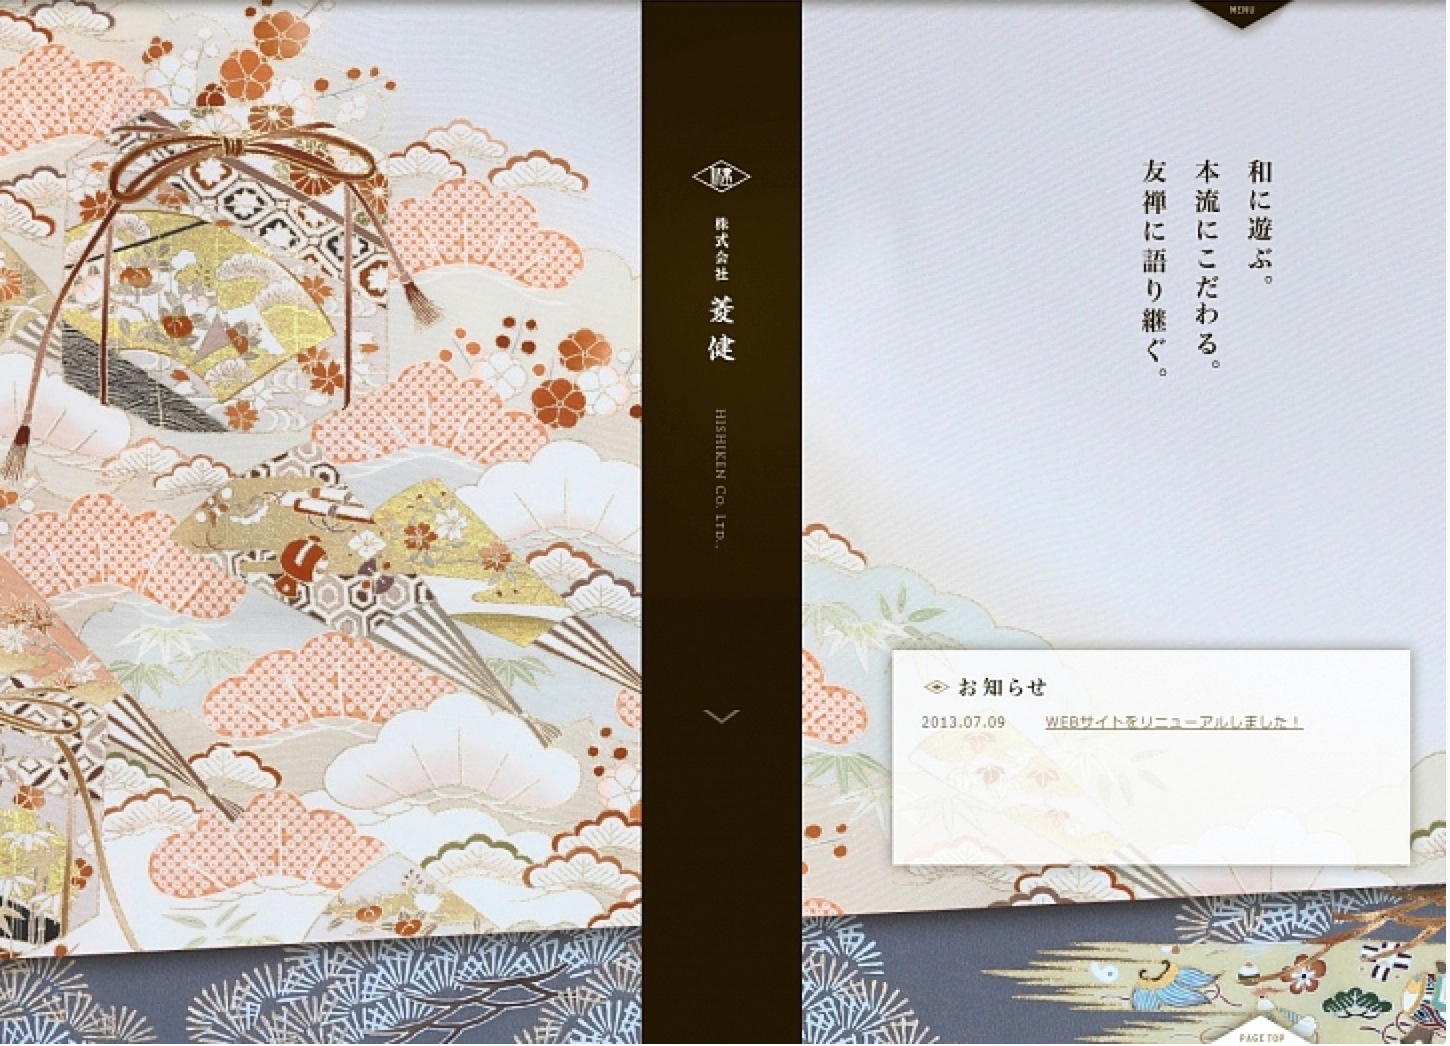 MENU
和に遊ぶ。
本流にこだわる。
友禅に語り継ぐ。
株式会社 菱健
HISHIKEN CO. LTD.,
お知らせ
2013.07.09 WEBサイトをリニューアルしました！
PAGE TOP